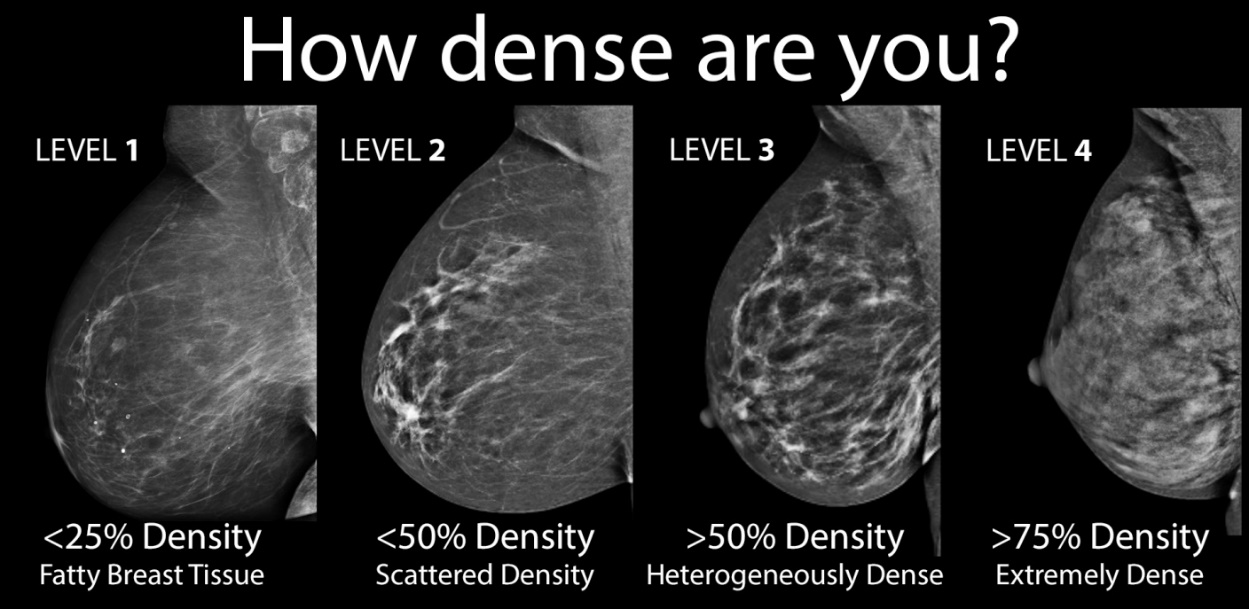 How dense are you?
LEVEL 1
LEVEL 2
LEVEL 3
LEVEL 4
<25% Density
Fatty Breast Tissue
<50% Density
Scattered Density
>50% Density
Heterogeneously Dense
>75% Density
Extremely Dense